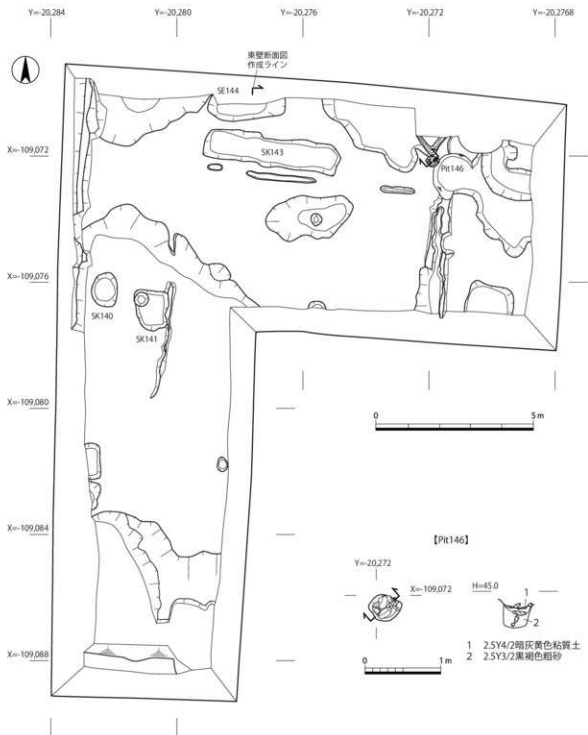 Y=-20,284
Y=-20,280
Y=-20,276
Y=-20,272
Y=-20,2768
東壁断面図
作成ライン
SE144
X=-109,072
SK143
Pit146
X=-109,076
SK140
SK141
X=-109,080
0
5 m
X=-109,084
【Pit146】
Y=-20,272
X=-109,072
H=45.0
1
2
1 2.5Y4/2暗灰黄色粘質土
2 2.5Y3/2黒褐色粗砂
X=-109,088
0
1 m